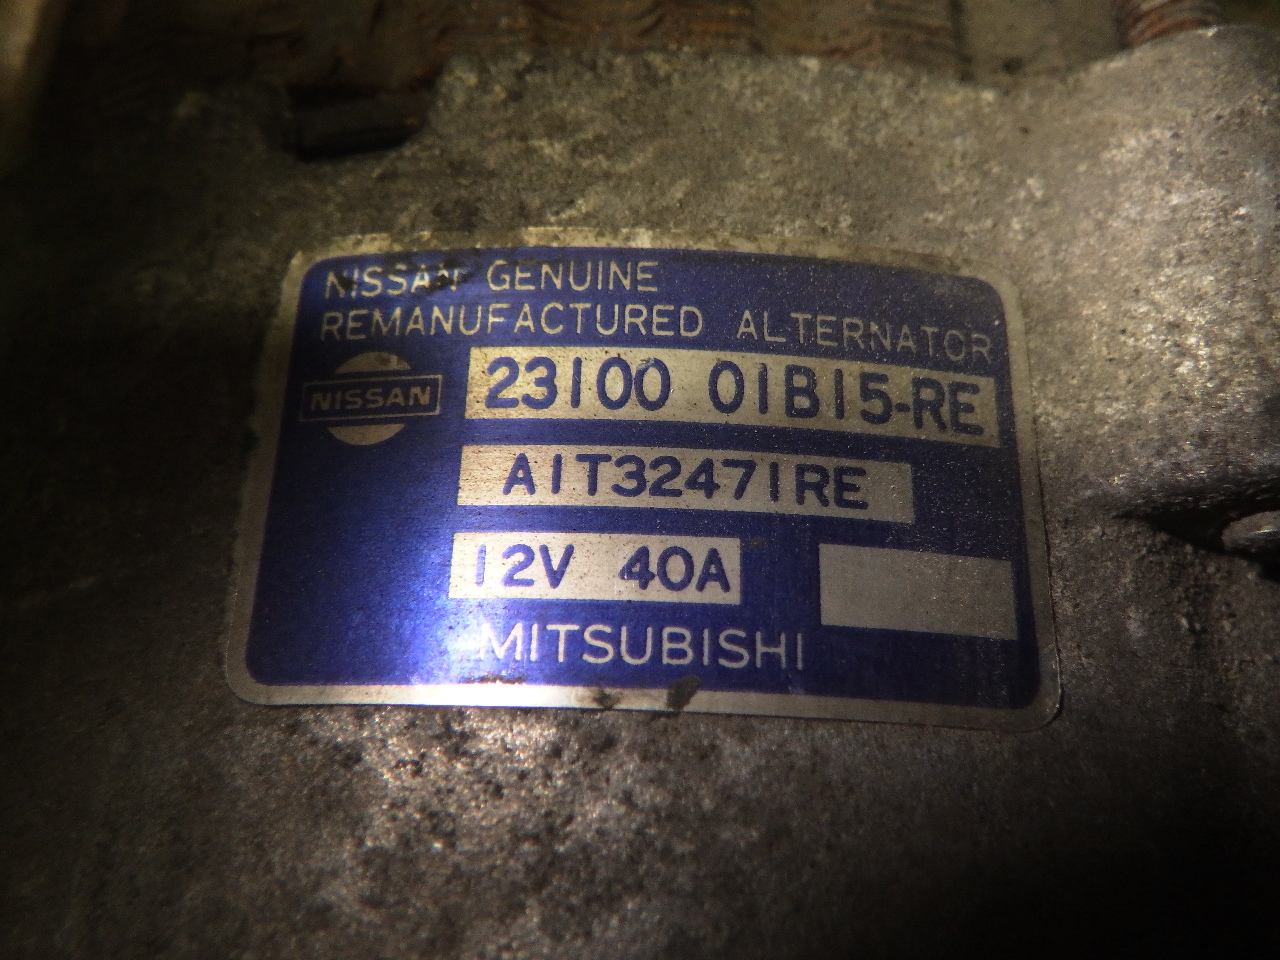 NISSAN GENUINE
REMANUFACTURED ALTERNATOR
NISSAN
23100 01B15-RE
A1T32471RE
12V 40A
MITSUBISHI